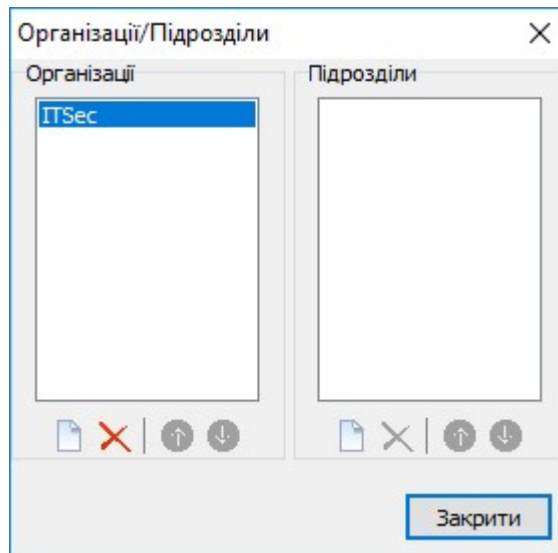 Організації/Підрозділи
Організації
Підрозділи
ITSec
Закрити